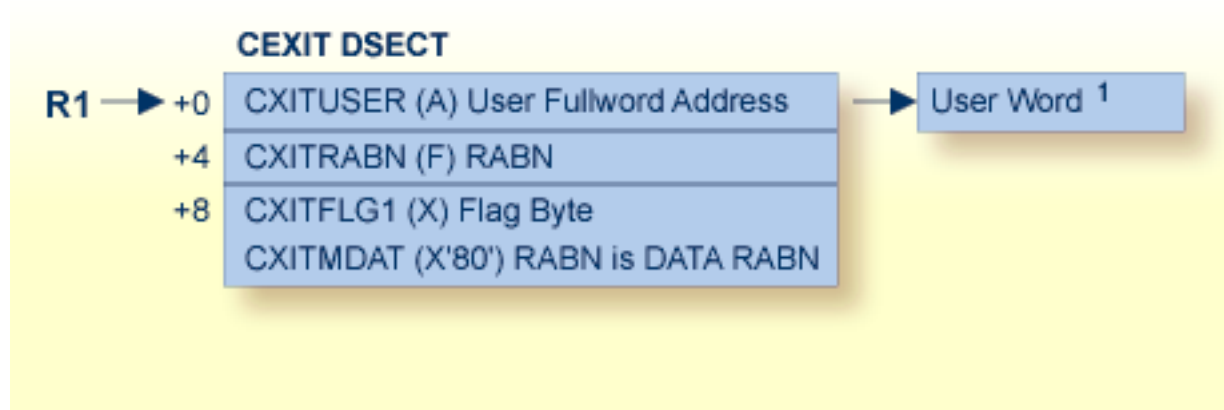 CEXIT DSECT
R1 +0 CXITUSER (A) User Fullword Address User Word 1
+4 CXITRABN (F) RABN
+8 CXITFLG1 (X) Flag Byte
CXITMDAT (X'80') RABN is DATA RABN